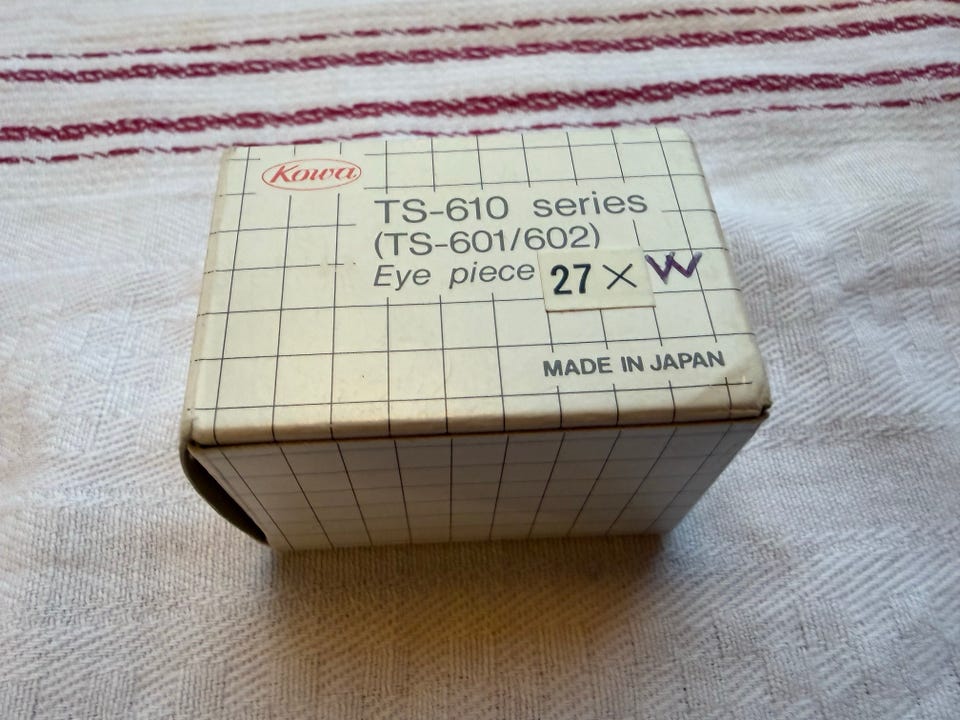 Kowa
TS-610 series
(TS-601/602)
Eye piece 27× W
MADE IN JAPAN